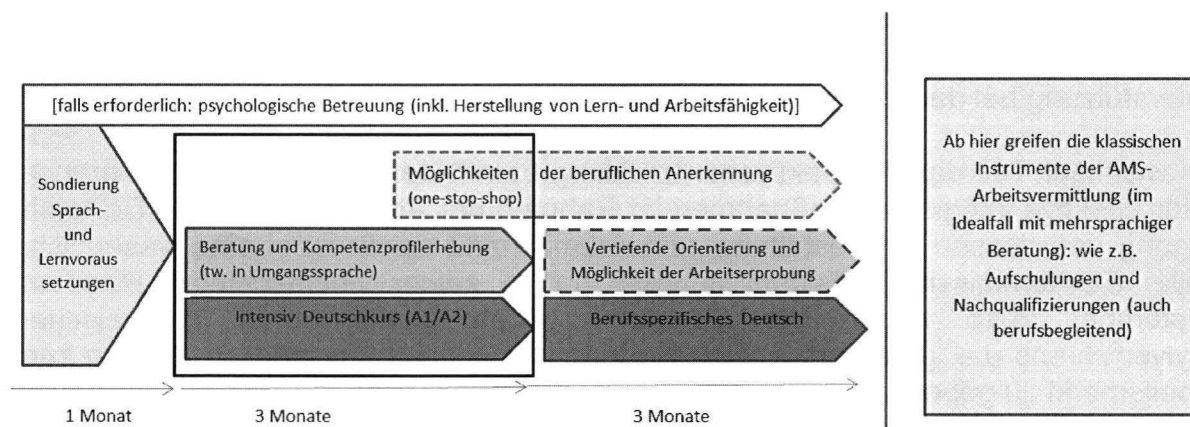 [falls erforderlich: psychologische Betreuung (inkl. Herstellung von Lern- und Arbeitsfähigkeit)]
Sondierung
Sprach-
und
Lernvoraus
setzungen
Möglichkeiten der beruflichen Anerkennung
(one-stop-shop)
Beratung und Kompetenzprofilerhebung
(tw. in Umgangssprache)
Vertiefende Orientierung und
Möglichkeit der Arbeitserprobung
Intensiv Deutschkurs (A1/A2)
Berufsspezifisches Deutsch
1 Monat
3 Monate
3 Monate
Ab hier greifen die klassischen
Instrumente der AMS-
Arbeitsvermittlung (im
Idealfall mit mehrsprachiger
Beratung): wie z.B.
Aufschulungen und
Nachqualifizierungen (auch
berufsbegleitend)